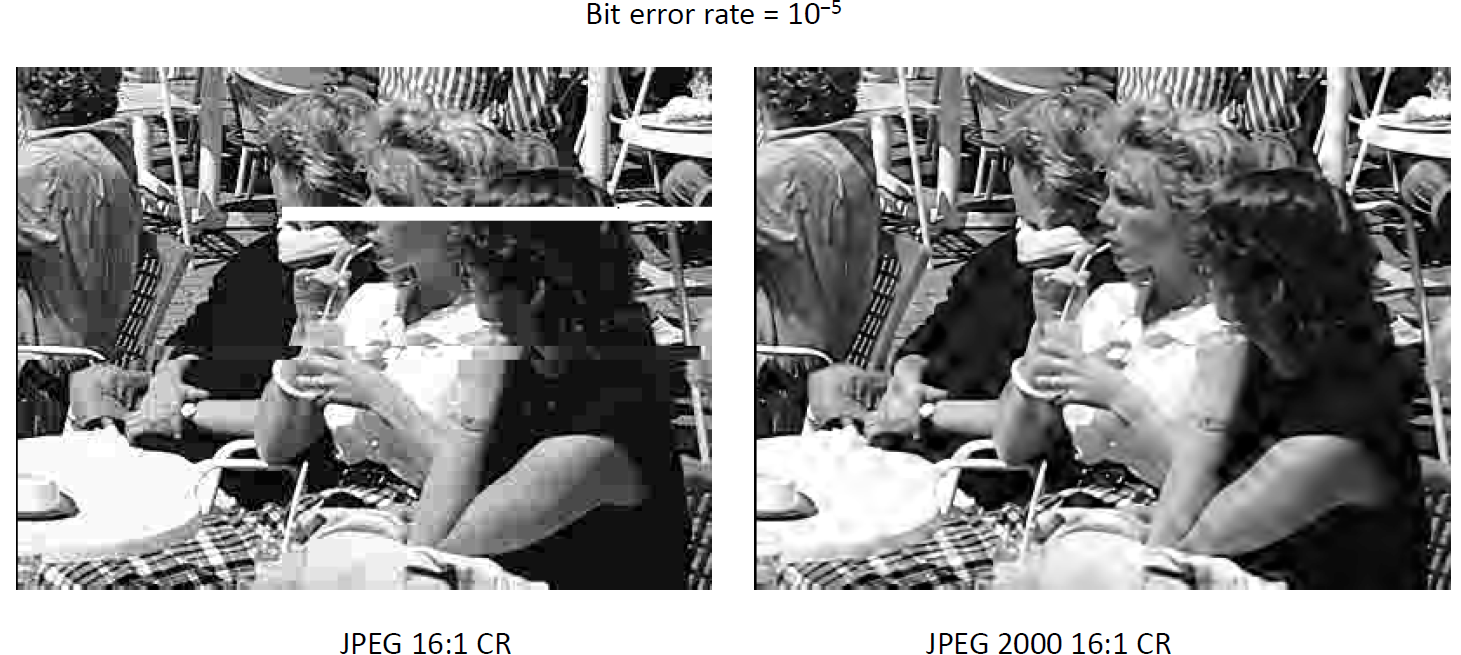 Bit error rate = 10⁻⁵
JPEG 16:1 CR
JPEG 2000 16:1 CR